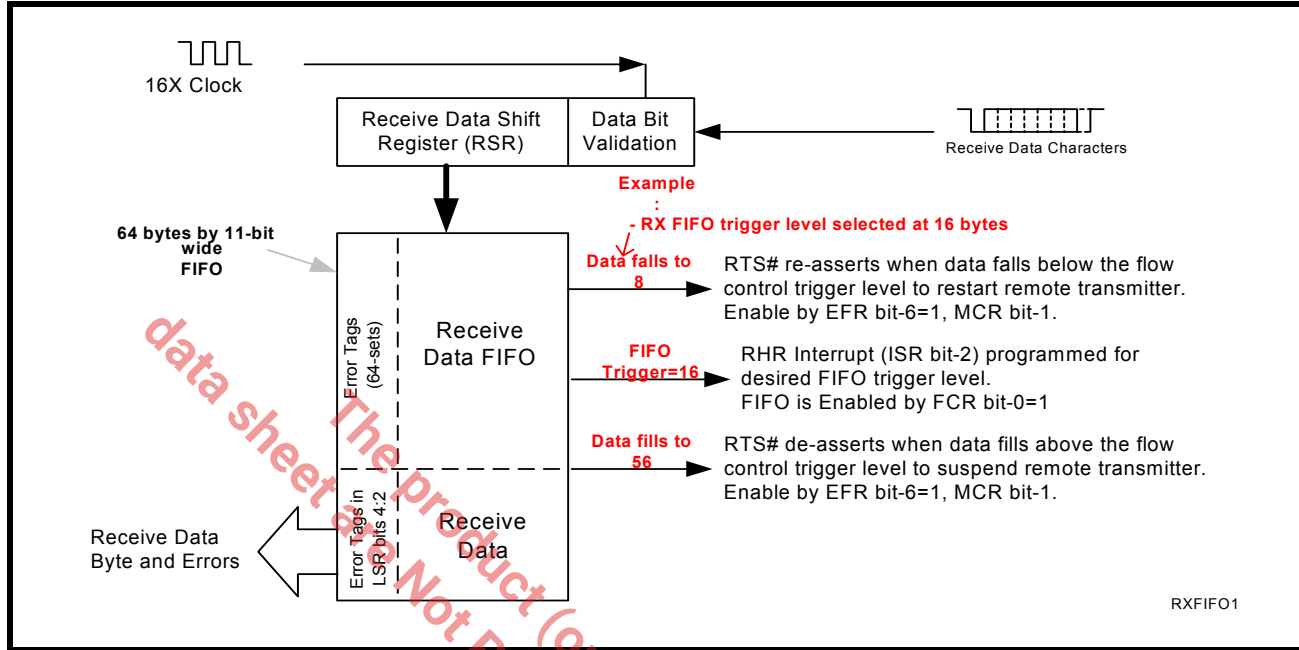 16X Clock
Receive Data Shift
Register (RSR)
Data Bit
Validation
Receive Data Characters
Example
:
- RX FIFO trigger level selected at 16 bytes
64 bytes by 11-bit
wide
FIFO
Data falls to
8
RTS# re-asserts when data falls below the flow
control trigger level to restart remote transmitter.
Enable by EFR bit-6=1, MCR bit-1.
Error Tags
(64-sets)
Receive
Data FIFO
FIFO
Trigger=16
RHR Interrupt (ISR bit-2) programmed for
desired FIFO trigger level.
FIFO is Enabled by FCR bit-0=1
Data fills to
56
RTS# de-asserts when data fills above the flow
control trigger level to suspend remote transmitter.
Enable by EFR bit-6=1, MCR bit-1.
Error Tags in
LSR bits 4:2
Receive
Data
Receive Data
Byte and Errors
RXFIFO1
The product (or
data sheet are Not